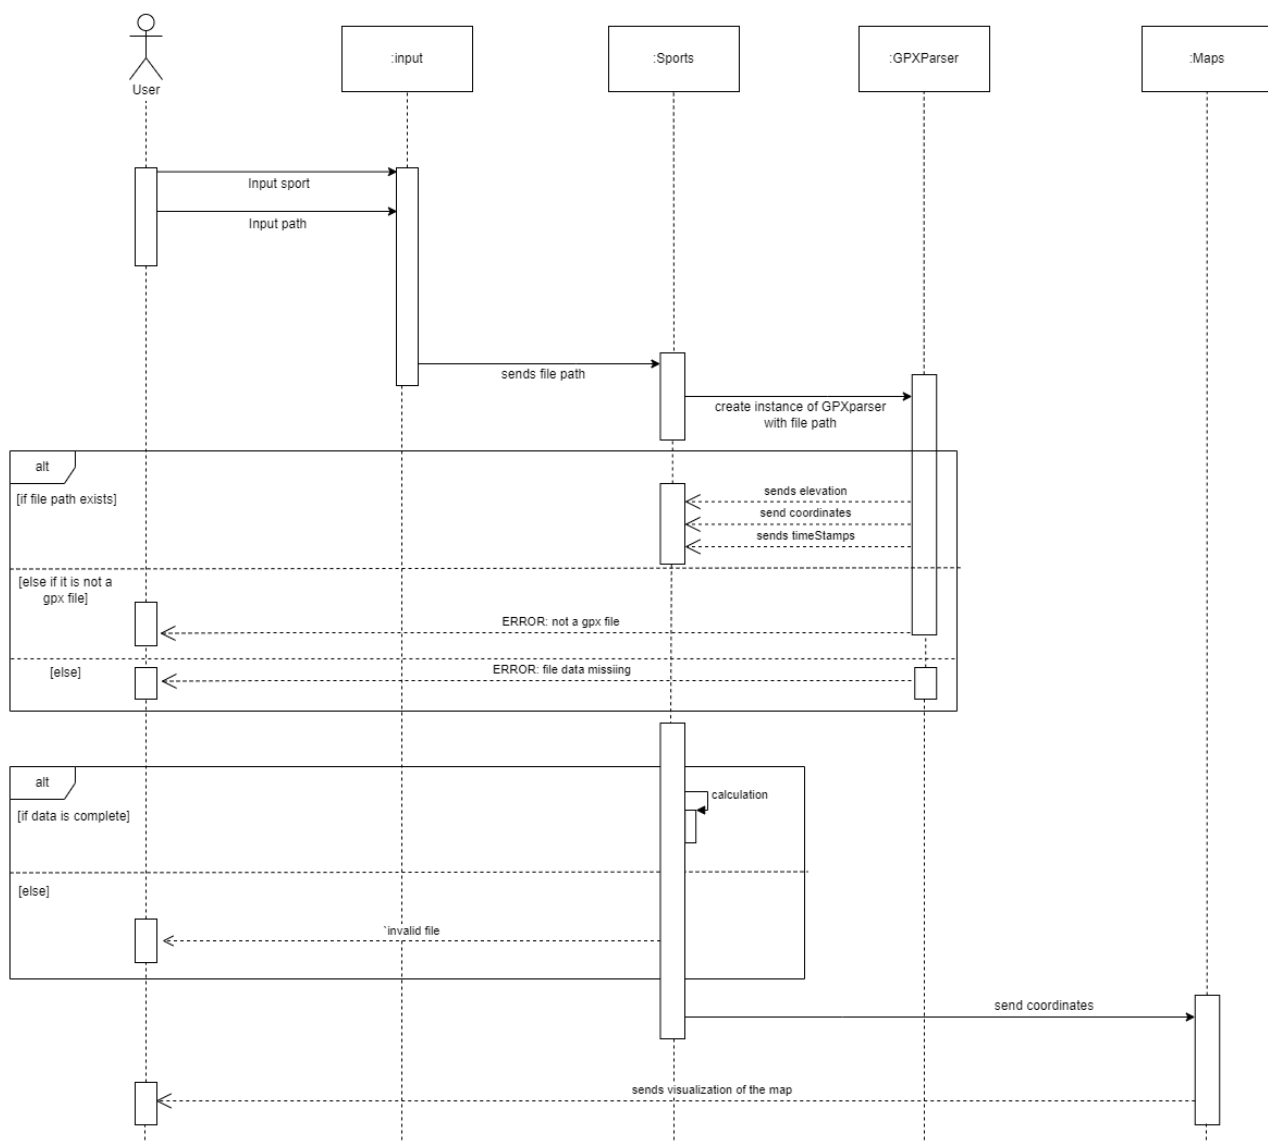 :input
:Sports
:GPXParser
:Maps
User
Input sport
Input path
sends file path
create instance of GPXparser
with file path
alt
[if file path exists]
sends elevation
send coordinates
sends timeStamps
[else if it is not a
gpx file]
ERROR: not a gpx file
[else]
ERROR: file data missiing
alt
calculation
[if data is complete]
[else]
`invalid file
send coordinates
sends visualization of the map